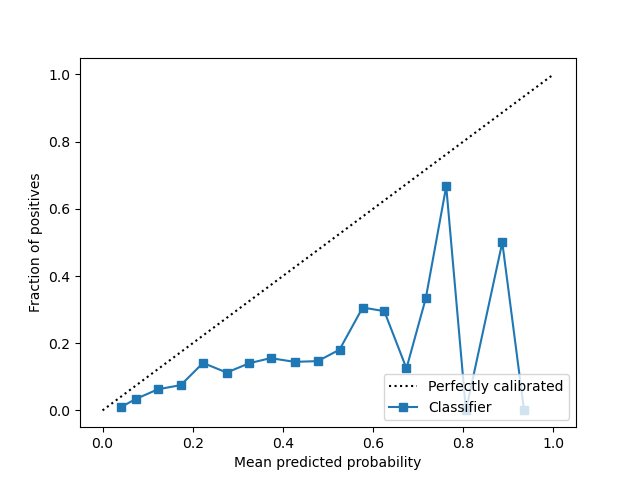 1.0
0.8
0.6
0.4
0.2
0.0
Fraction of positives
Perfectly calibrated
Classifier
0.0 0.2 0.4 0.6 0.8 1.0
Mean predicted probability